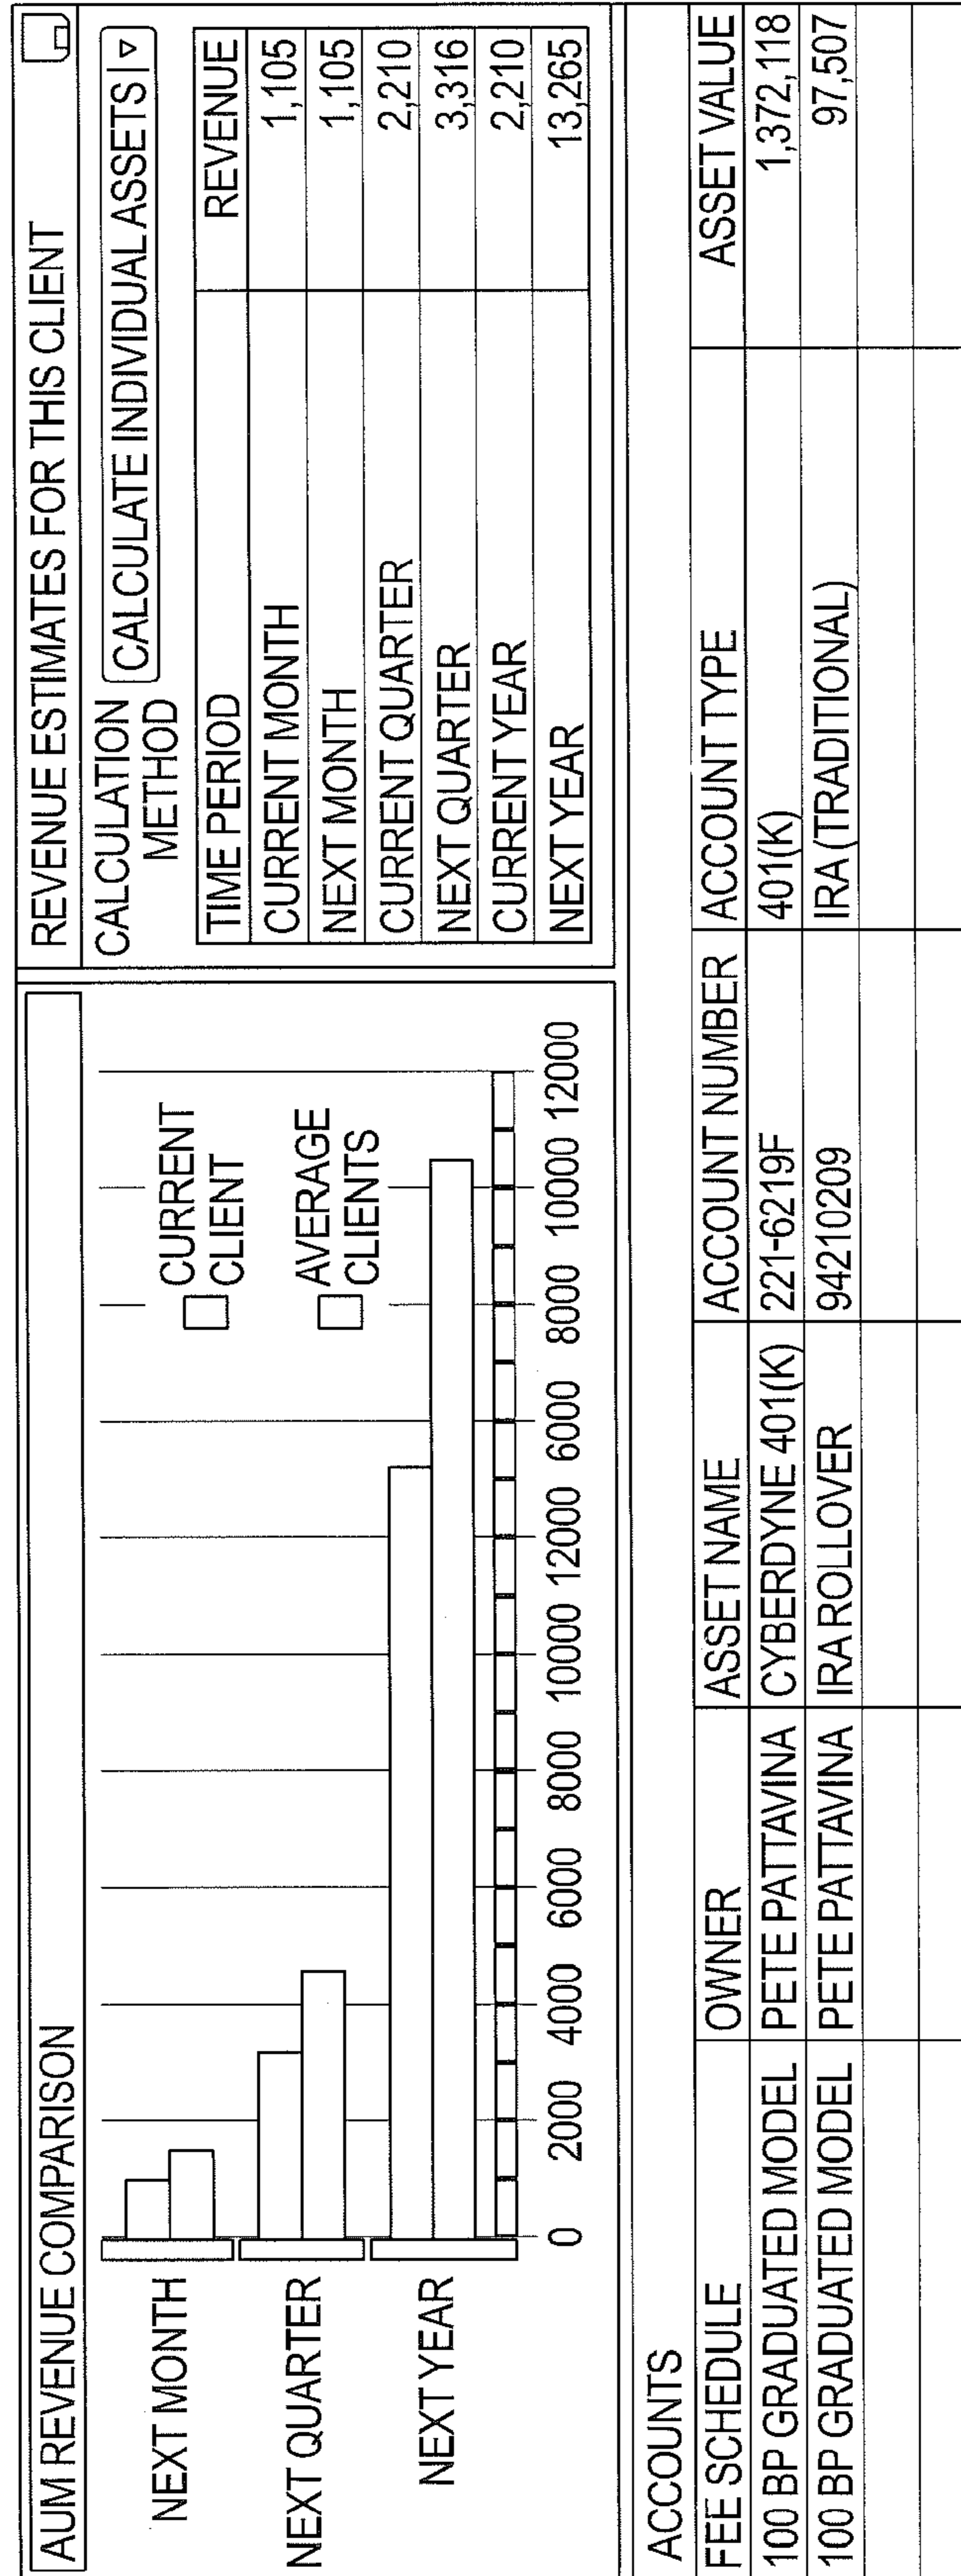 AUM REVENUE COMPARISON
NEXT MONTH
NEXT QUARTER
NEXT YEAR
CURRENT
CLIENT
AVERAGE
CLIENTS
0 2000 4000 6000 8000 10000 12000 6000 8000 10000 12000
REVENUE ESTIMATES FOR THIS CLIENT
CALCULATION
METHOD
CALCULATE INDIVIDUAL ASSETS
TIME PERIOD REVENUE
CURRENT MONTH 1,105
NEXT MONTH 1,105
CURRENT QUARTER 2,210
NEXT QUARTER 3,316
CURRENT YEAR 2,210
NEXT YEAR 13,265
ACCOUNTS
FEE SCHEDULE OWNER ASSET NAME ACCOUNT NUMBER ACCOUNT TYPE ASSET VALUE
100 BP GRADUATED MODEL PETE PATTAVINA CYBERDYNE 401(K) 221-6219F 401(K) 1,372,118
100 BP GRADUATED MODEL PETE PATTAVINA IRA ROLLOVER 94210209 IRA (TRADITIONAL) 97,507